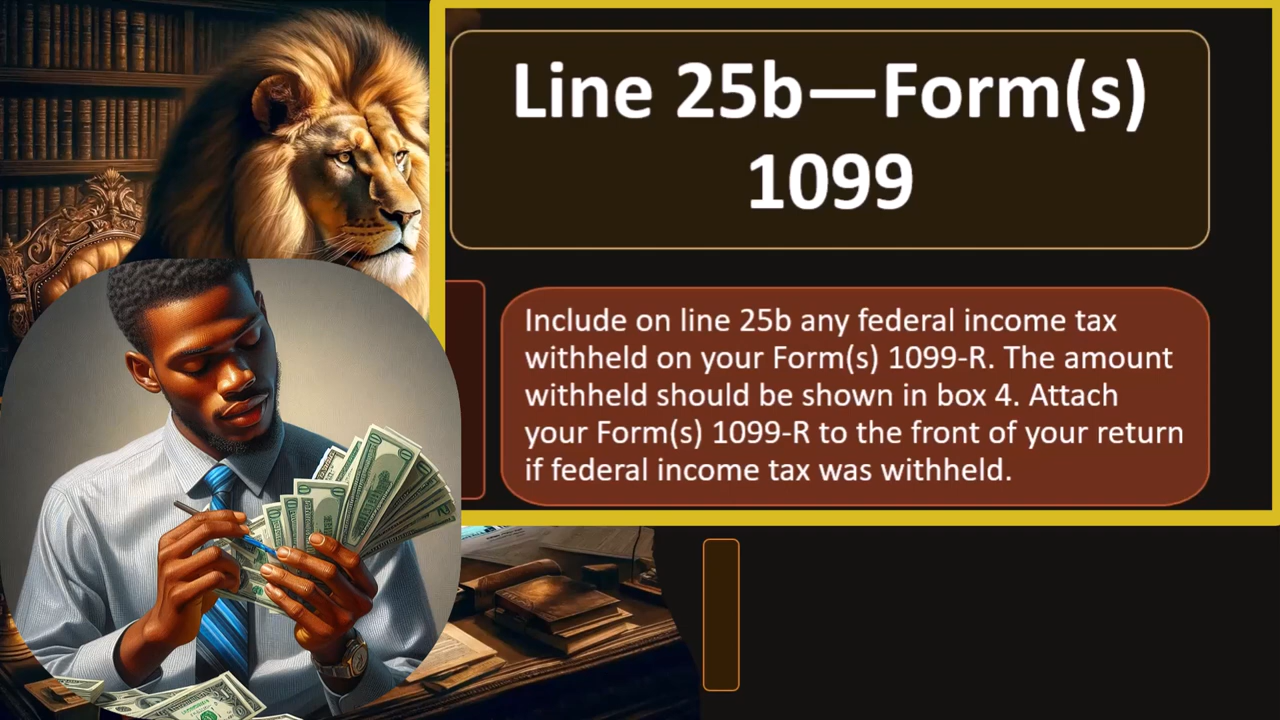 Line 25b—Form(s)
1099
Include on line 25b any federal income tax
withheld on your Form(s) 1099-R. The amount
withheld should be shown in box 4. Attach
your Form(s) 1099-R to the front of your return
if federal income tax was withheld.